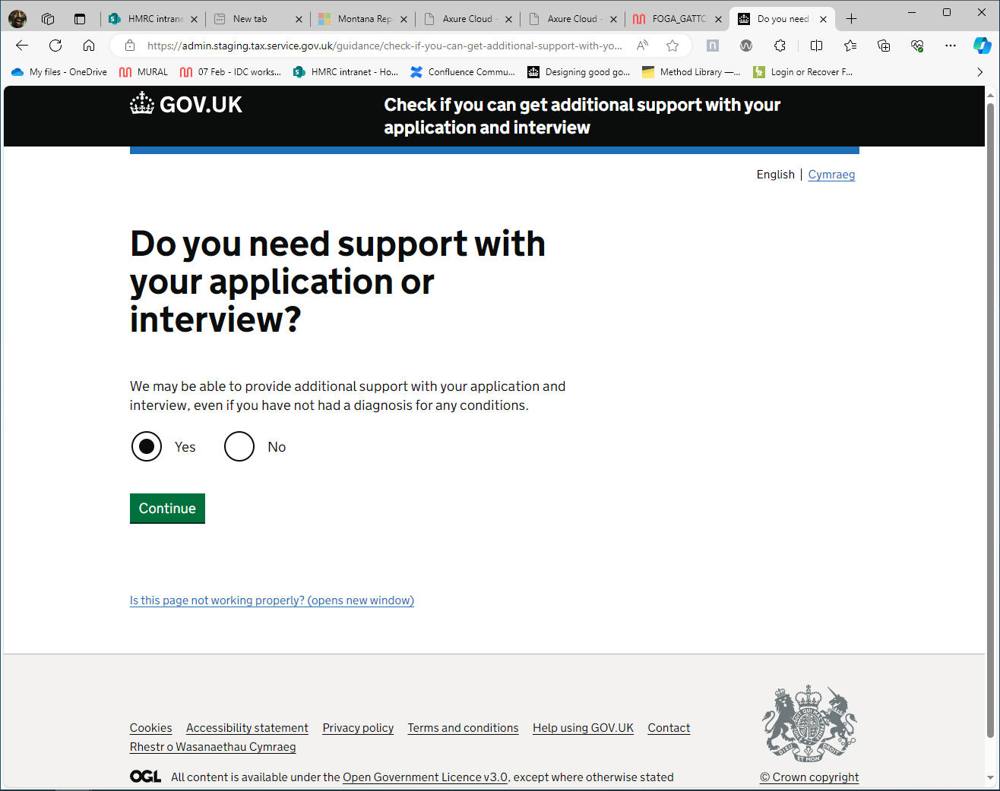 HMRC intrane
New tab
Montana Rep
Axure Cloud -
Axure Cloud -
FOGA_GATTC
Do you need
https://admin.staging.tax.service.gov.uk/guidance/check-if-you-can-get-additional-support-with-yo...
My files - OneDrive
MURAL
07 Feb - IDC works...
HMRC intranet - Ho...
Confluence Commu...
Designing good go...
Method Library —...
Login or Recover F...
GOV.UK
Check if you can get additional support with your
application and interview
English | Cymraeg
Do you need support with
your application or
interview?
We may be able to provide additional support with your application and
interview, even if you have not had a diagnosis for any conditions.
Yes No
Continue
Is this page not working properly? (opens new window)
Cookies Accessibility statement Privacy policy Terms and conditions Help using GOV.UK Contact
Rhestr o Wasanaethau Cymraeg
OGL All content is available under the Open Government Licence v3.0, except where otherwise stated
© Crown copyright